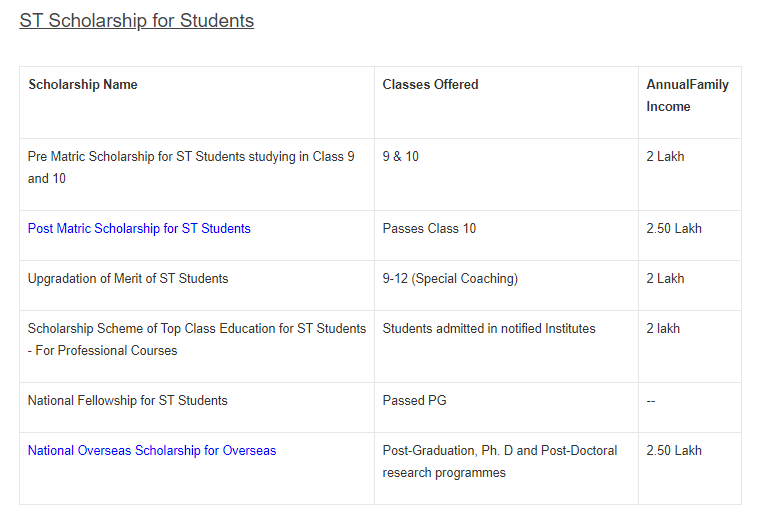 ST Scholarship for Students
Scholarship Name
Classes Offered
AnnualFamily
Income
Pre Matric Scholarship for ST Students studying in Class 9
and 10
9 & 10
2 Lakh
Post Matric Scholarship for ST Students
Passes Class 10
2.50 Lakh
Upgradation of Merit of ST Students
9-12 (Special Coaching)
2 Lakh
Scholarship Scheme of Top Class Education for ST Students
- For Professional Courses
Students admitted in notified Institutes
2 lakh
National Fellowship for ST Students
Passed PG
--
National Overseas Scholarship for Overseas
Post-Graduation, Ph. D and Post-Doctoral
research programmes
2.50 Lakh